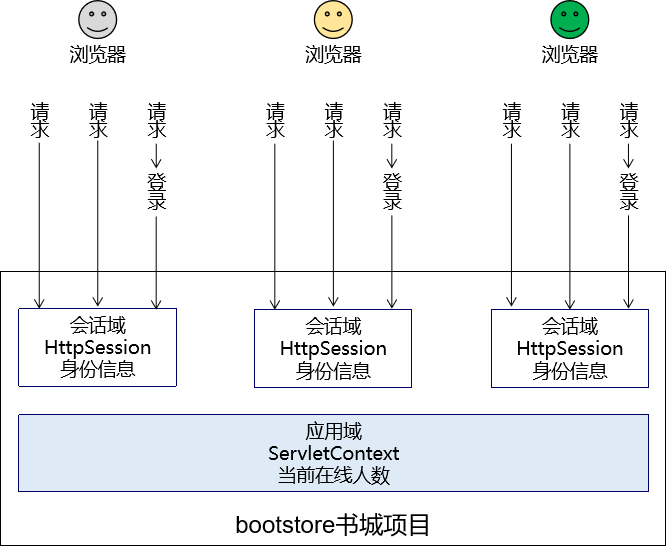 浏览器
浏览器
浏览器
请求
请求
请求
登录
请求
请求
请求
登录
请求
请求
请求
登录
会话域
HttpSession
身份信息
会话域
HttpSession
身份信息
会话域
HttpSession
身份信息
应用域
ServletContext
当前在线人数
bootstore书城项目